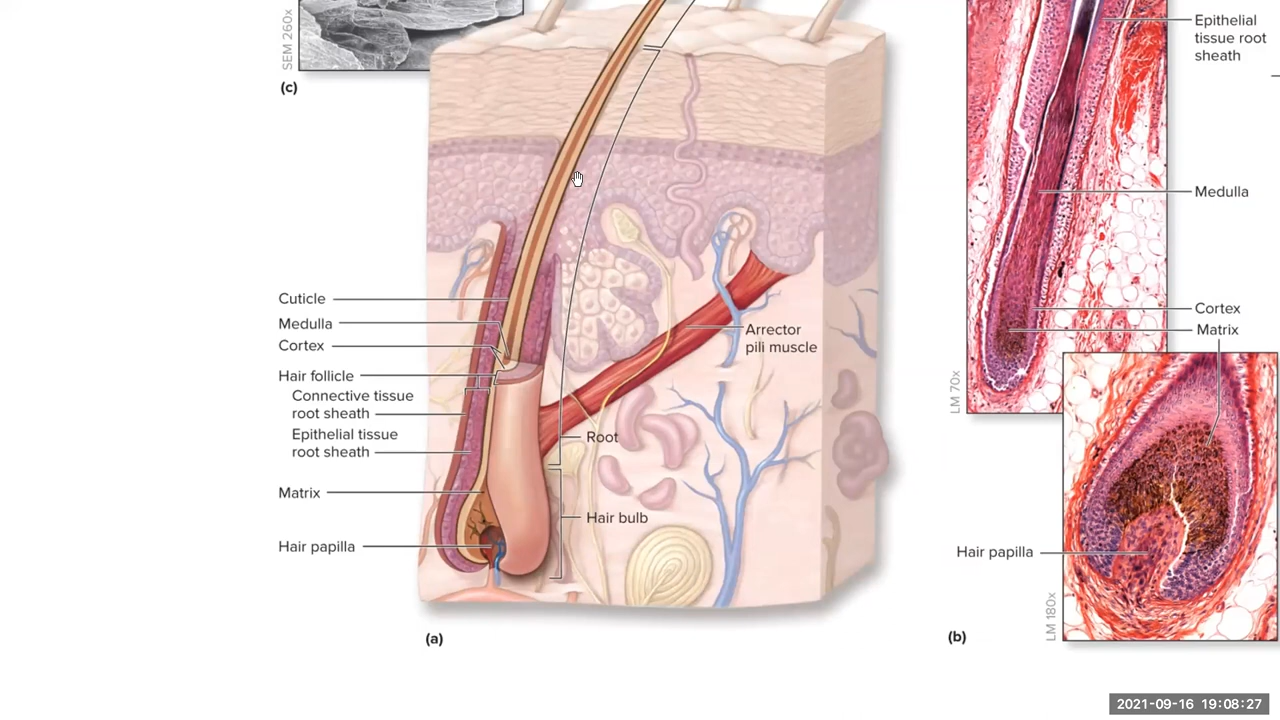 SEM 260x
(c)
Cuticle
Medulla
Cortex
Hair follicle
Connective tissue
root sheath
Epithelial tissue
root sheath
Matrix
Hair papilla
Arrector
pili muscle
Root
Hair bulb
(a)
Epithelial
tissue root
sheath
Medulla
Cortex
Matrix
LM 70x
Hair papilla
LM 180x
(b)
2021-09-16 19:08:27